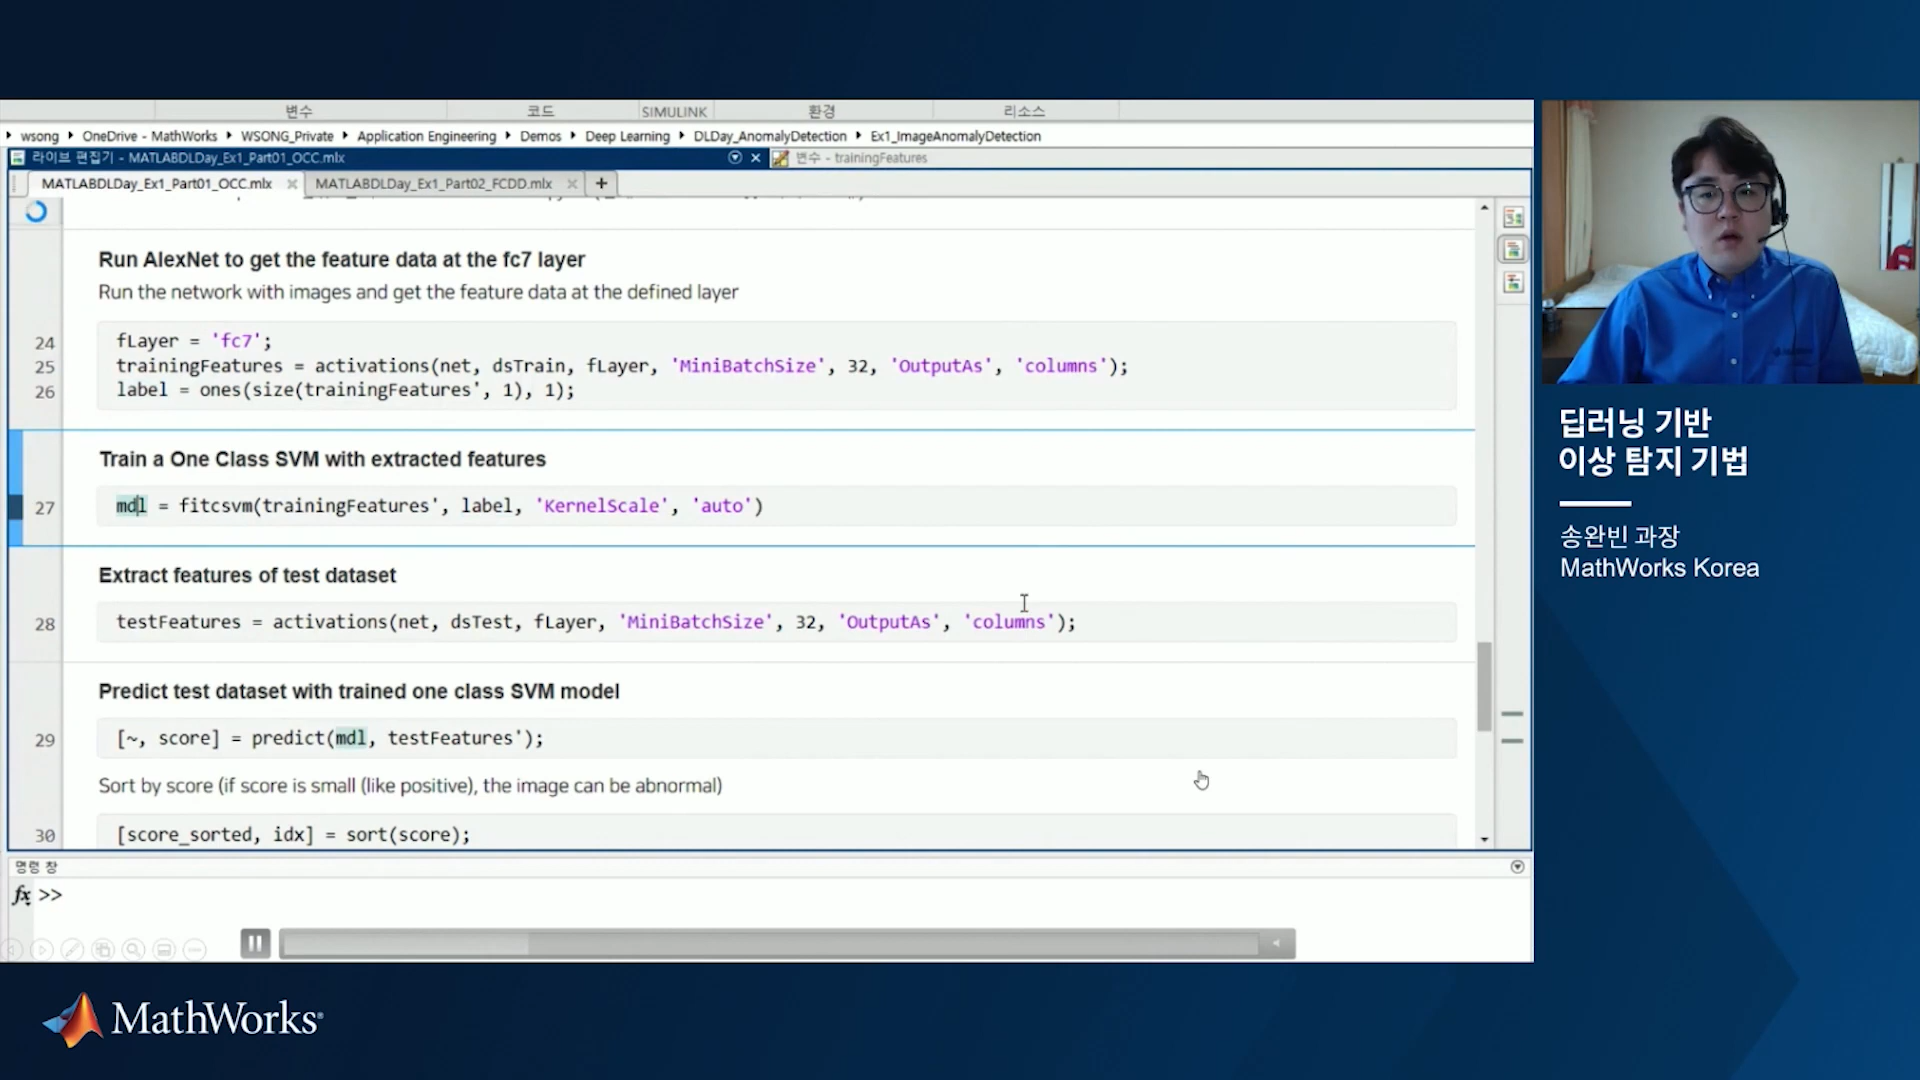 변수 코드 SIMULINK 환경 리소스
wsong OneDrive - MathWorks WSONG_Private Application Engineering Demos Deep Learning DLDay_AnomalyDetection Ex1_ImageAnomalyDetection
라이브 편집기 - MATLABDLDay_Ex1_Part01_OCC.mlx
변수 - trainingFeatures
MATLABDLDay_Ex1_Part01_OCC.mlx MATLABDLDay_Ex1_Part02_FCDD.mlx
Run AlexNet to get the feature data at the fc7 layer
Run the network with images and get the feature data at the defined layer
24 fLayer = 'fc7';
25 trainingFeatures = activations(net, dsTrain, fLayer, 'MiniBatchSize', 32, 'OutputAs', 'columns');
26 label = ones(size(trainingFeatures', 1), 1);
Train a One Class SVM with extracted features
27 mdl = fitcsvm(trainingFeatures', label, 'KernelScale', 'auto')
Extract features of test dataset
28 testFeatures = activations(net, dsTest, fLayer, 'MiniBatchSize', 32, 'OutputAs', 'columns');
Predict test dataset with trained one class SVM model
29 [~, score] = predict(mdl, testFeatures');
Sort by score (if score is small (like positive), the image can be abnormal)
30 [score_sorted, idx] = sort(score);
명령 창
fx >>
딥러닝 기반
이상 탐지 기법
송완빈 과장
MathWorks Korea
MathWorks®